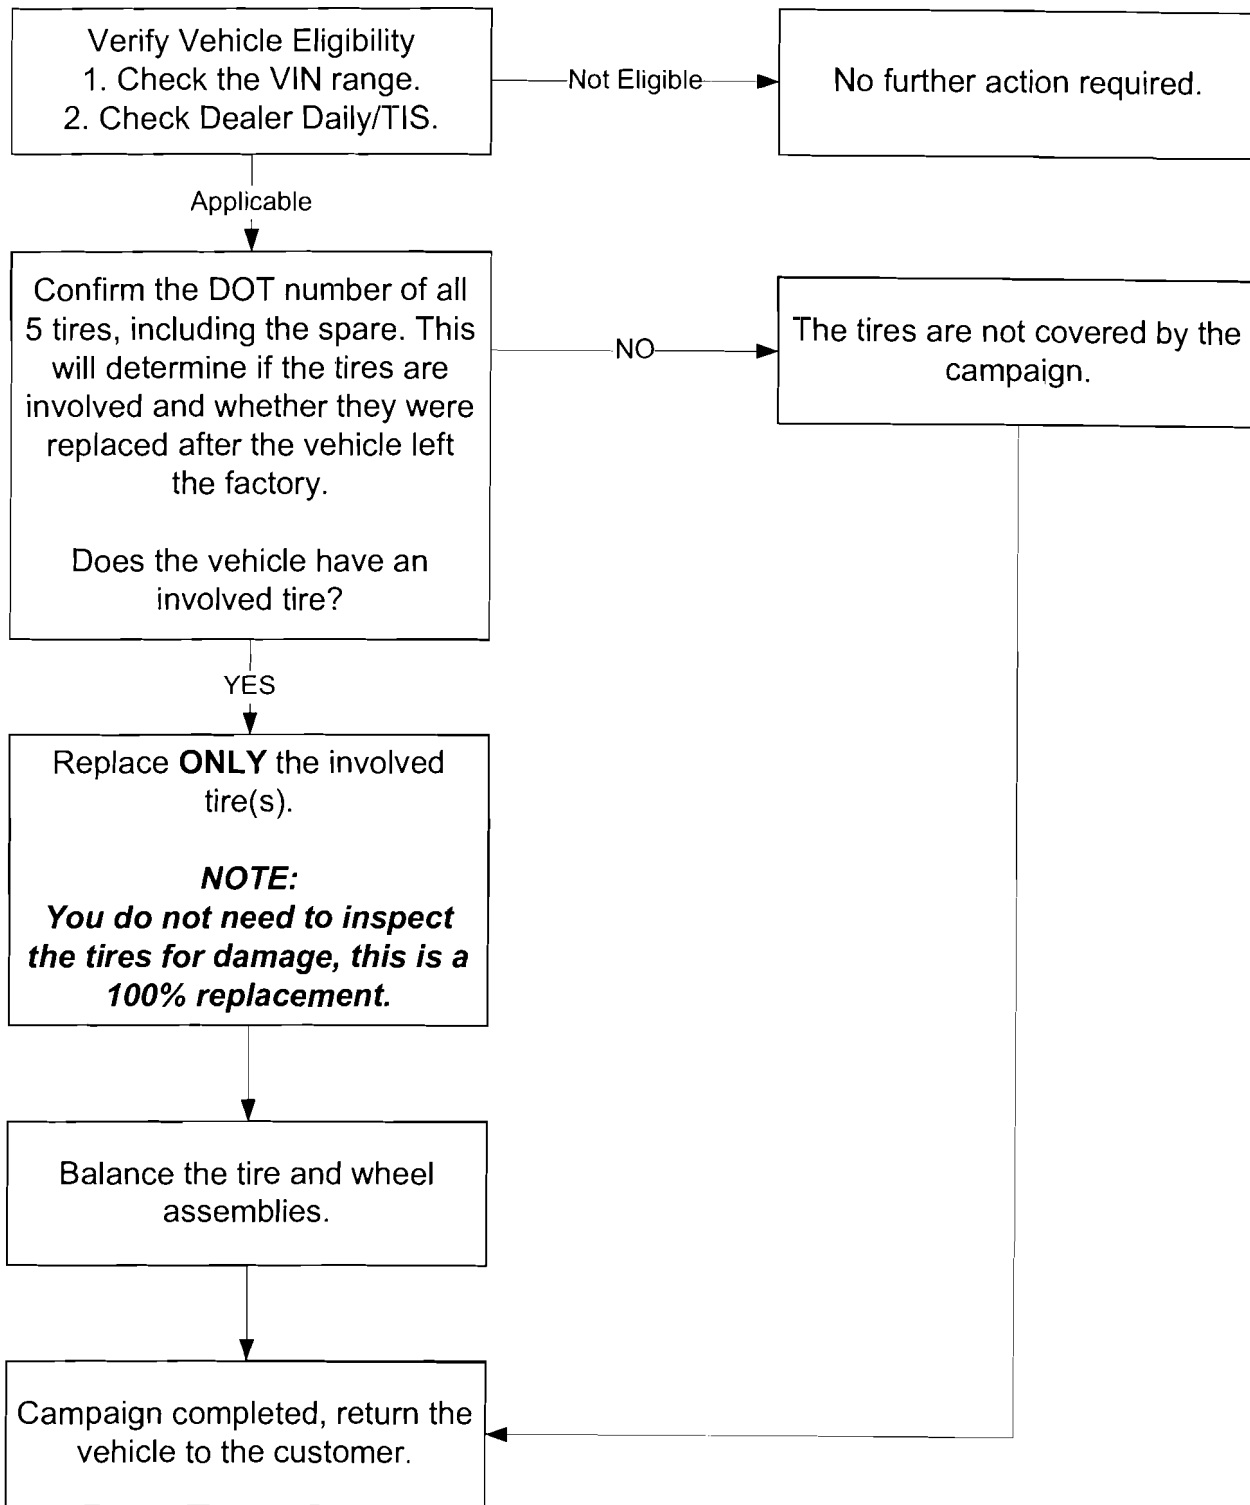 Verify Vehicle Eligibility
1. Check the VIN range.
2. Check Dealer Daily/TIS.
Not Eligible
No further action required.
Applicable
Confirm the DOT number of all
5 tires, including the spare. This
will determine if the tires are
involved and whether they were
replaced after the vehicle left
the factory.
Does the vehicle have an
involved tire?
NO
The tires are not covered by the
campaign.
YES
Replace ONLY the involved
tire(s).
NOTE:
You do not need to inspect
the tires for damage, this is a
100% replacement.
Balance the tire and wheel
assemblies.
Campaign completed, return the
vehicle to the customer.